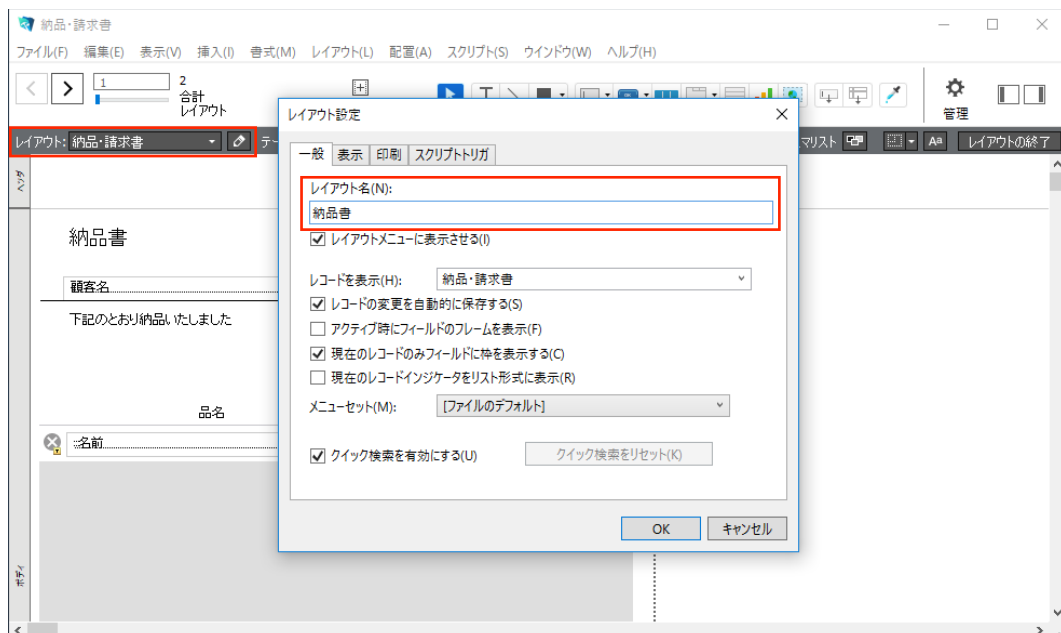 納品・請求書
ファイル(F) 編集(E) 表示(V) 挿入(I) 書式(M) レイアウト(L) 配置(A) スクリプト(S) ウインドウ(W) ヘルプ(H)
1
2
合計
レイアウト
管理
レイアウト: 納品・請求書
マリスト
Aa
レイアウトの終了
ヘッダ
納品書
顧客名
下記のとおり納品いたしました
品名
::名前
ボディ
レイアウト設定
一般 表示 印刷 スクリプトトリガ
レイアウト名(N):
納品書
レイアウトメニューに表示させる(I)
レコードを表示(H): 納品・請求書
レコードの変更を自動的に保存する(S)
アクティブ時にフィールドのフレームを表示(F)
現在のレコードのみフィールドに枠を表示する(C)
現在のレコードインジケータをリスト形式に表示(R)
メニューセット(M): [ファイルのデフォルト]
クイック検索を有効にする(U) クイック検索をリセット(K)
OK キャンセル